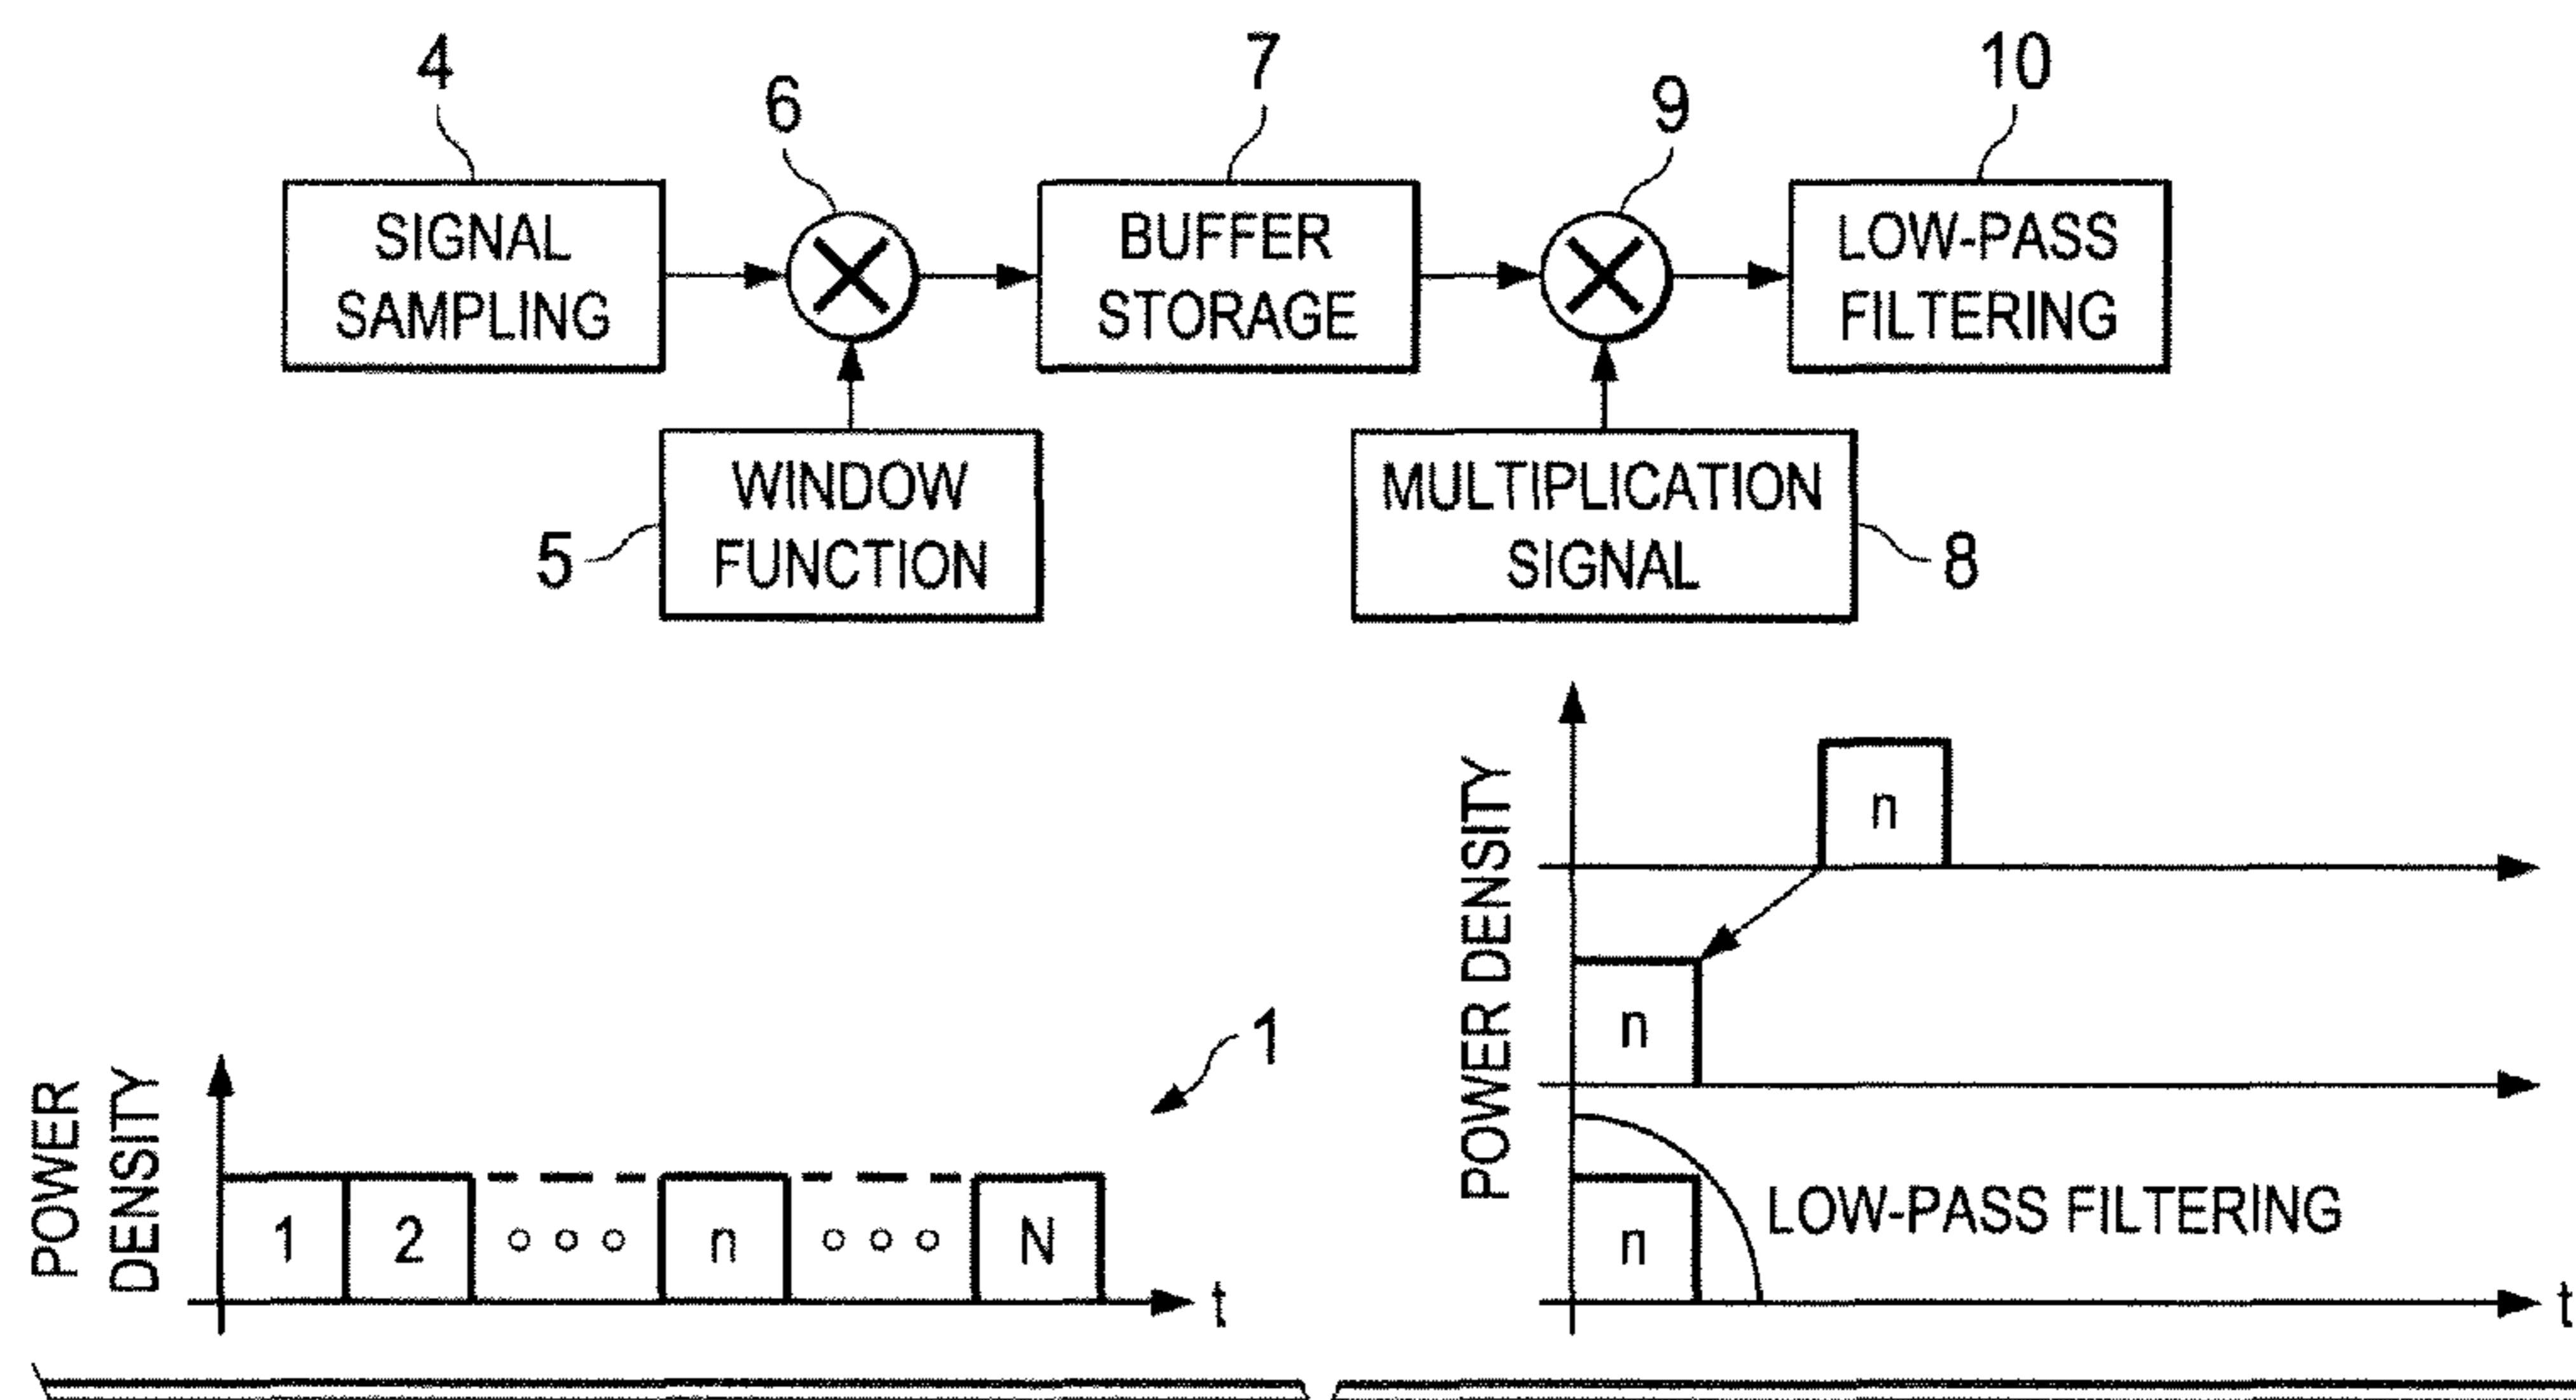 4
6
7
9
10
SIGNAL
SAMPLING
BUFFER
STORAGE
LOW-PASS
FILTERING
WINDOW
FUNCTION
5
MULTIPLICATION
SIGNAL
8
POWER
DENSITY
1
1 2 n N
t
POWER DENSITY
n
n
n
LOW-PASS FILTERING
t